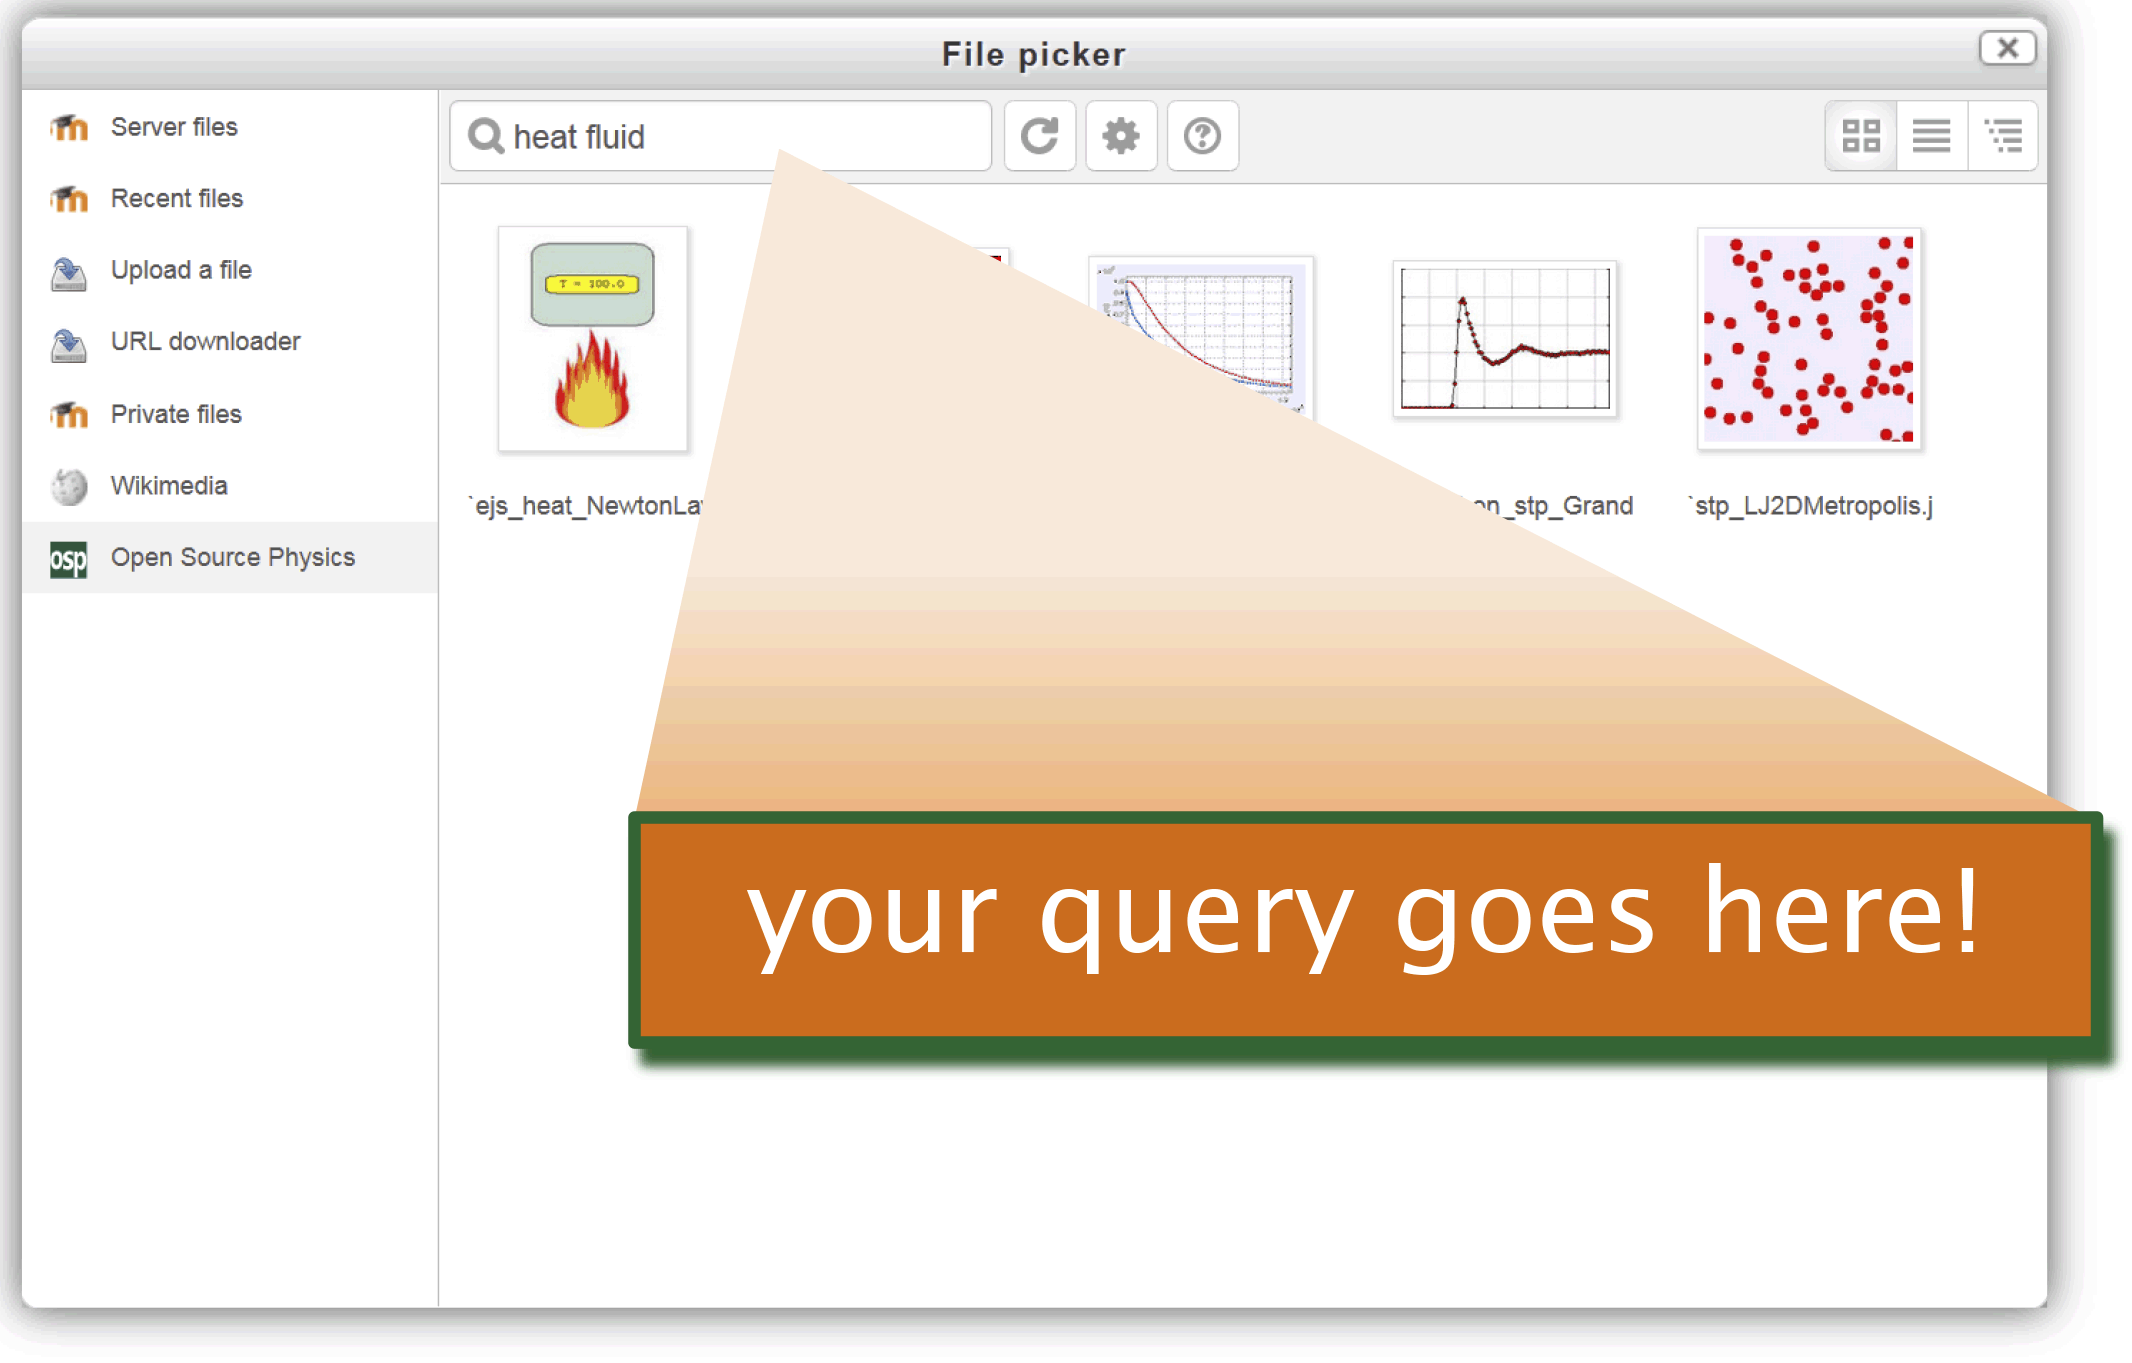 File picker
Server files
Recent files
Upload a file
URL downloader
Private files
Wikimedia
osp Open Source Physics
heat fluid
T = 100.0
`ejs_heat_NewtonLa
on_stp_Grand
`stp_LJ2DMetropolis.j
your query goes here!